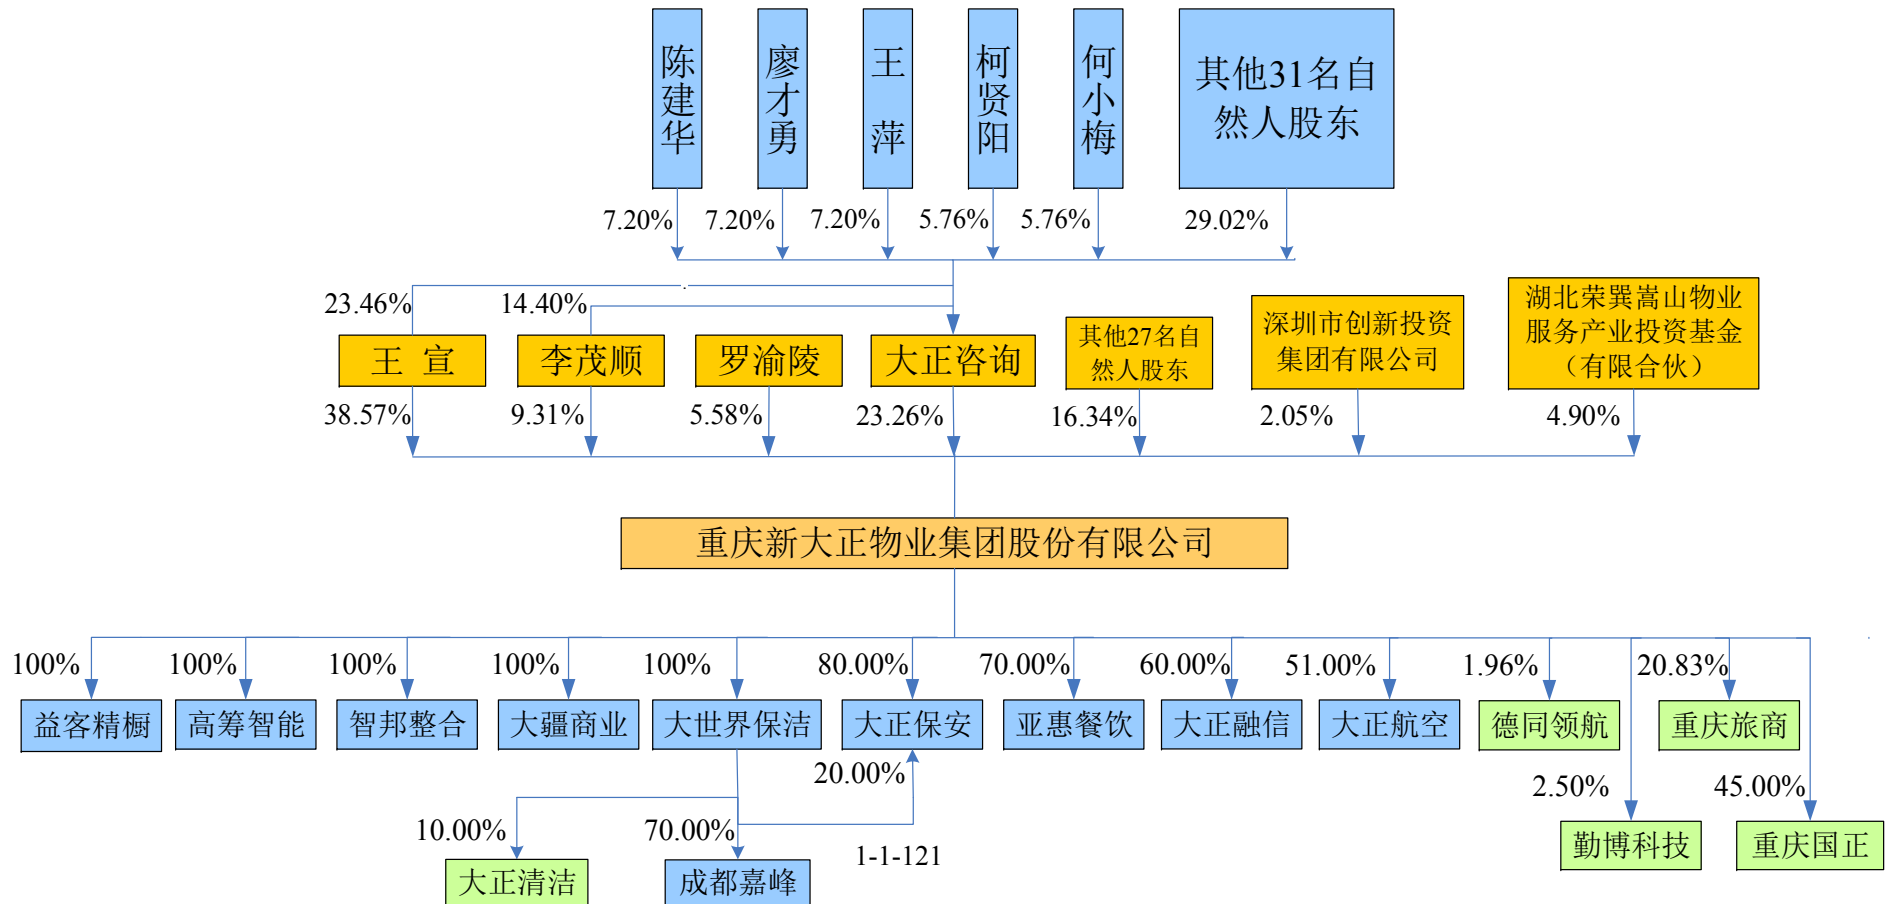 陈建华
廖才勇
王萍
柯贤阳
何小梅
其他31名自
然人股东
7.20%
7.20%
7.20%
5.76%
5.76%
29.02%
23.46%
14.40%
王 宣
李茂顺
罗渝陵
大正咨询
其他27名自
然人股东
深圳市创新投资
集团有限公司
湖北荣巽嵩山物业
服务产业投资基金
（有限合伙）
38.57%
9.31%
5.58%
23.26%
16.34%
2.05%
4.90%
重庆新大正物业集团股份有限公司
100%
100%
100%
100%
100%
80.00%
70.00%
60.00%
51.00%
1.96%
20.83%
益客精橱
高筹智能
智邦整合
大疆商业
大世界保洁
大正保安
亚惠餐饮
大正融信
大正航空
德同领航
重庆旅商
20.00%
2.50%
45.00%
10.00%
70.00%
1-1-121
勤博科技
重庆国正
大正清洁
成都嘉峰